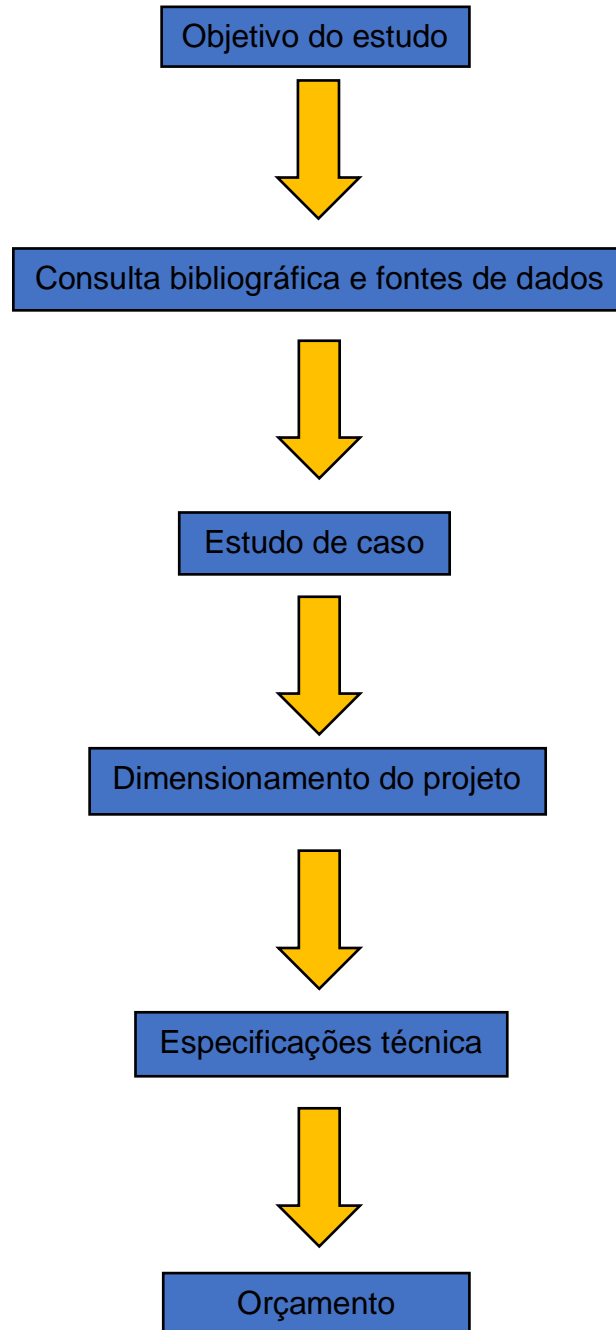 Objetivo do estudo
Consulta bibliográfica e fontes de dados
Estudo de caso
Dimensionamento do projeto
Especificações técnica
Orçamento